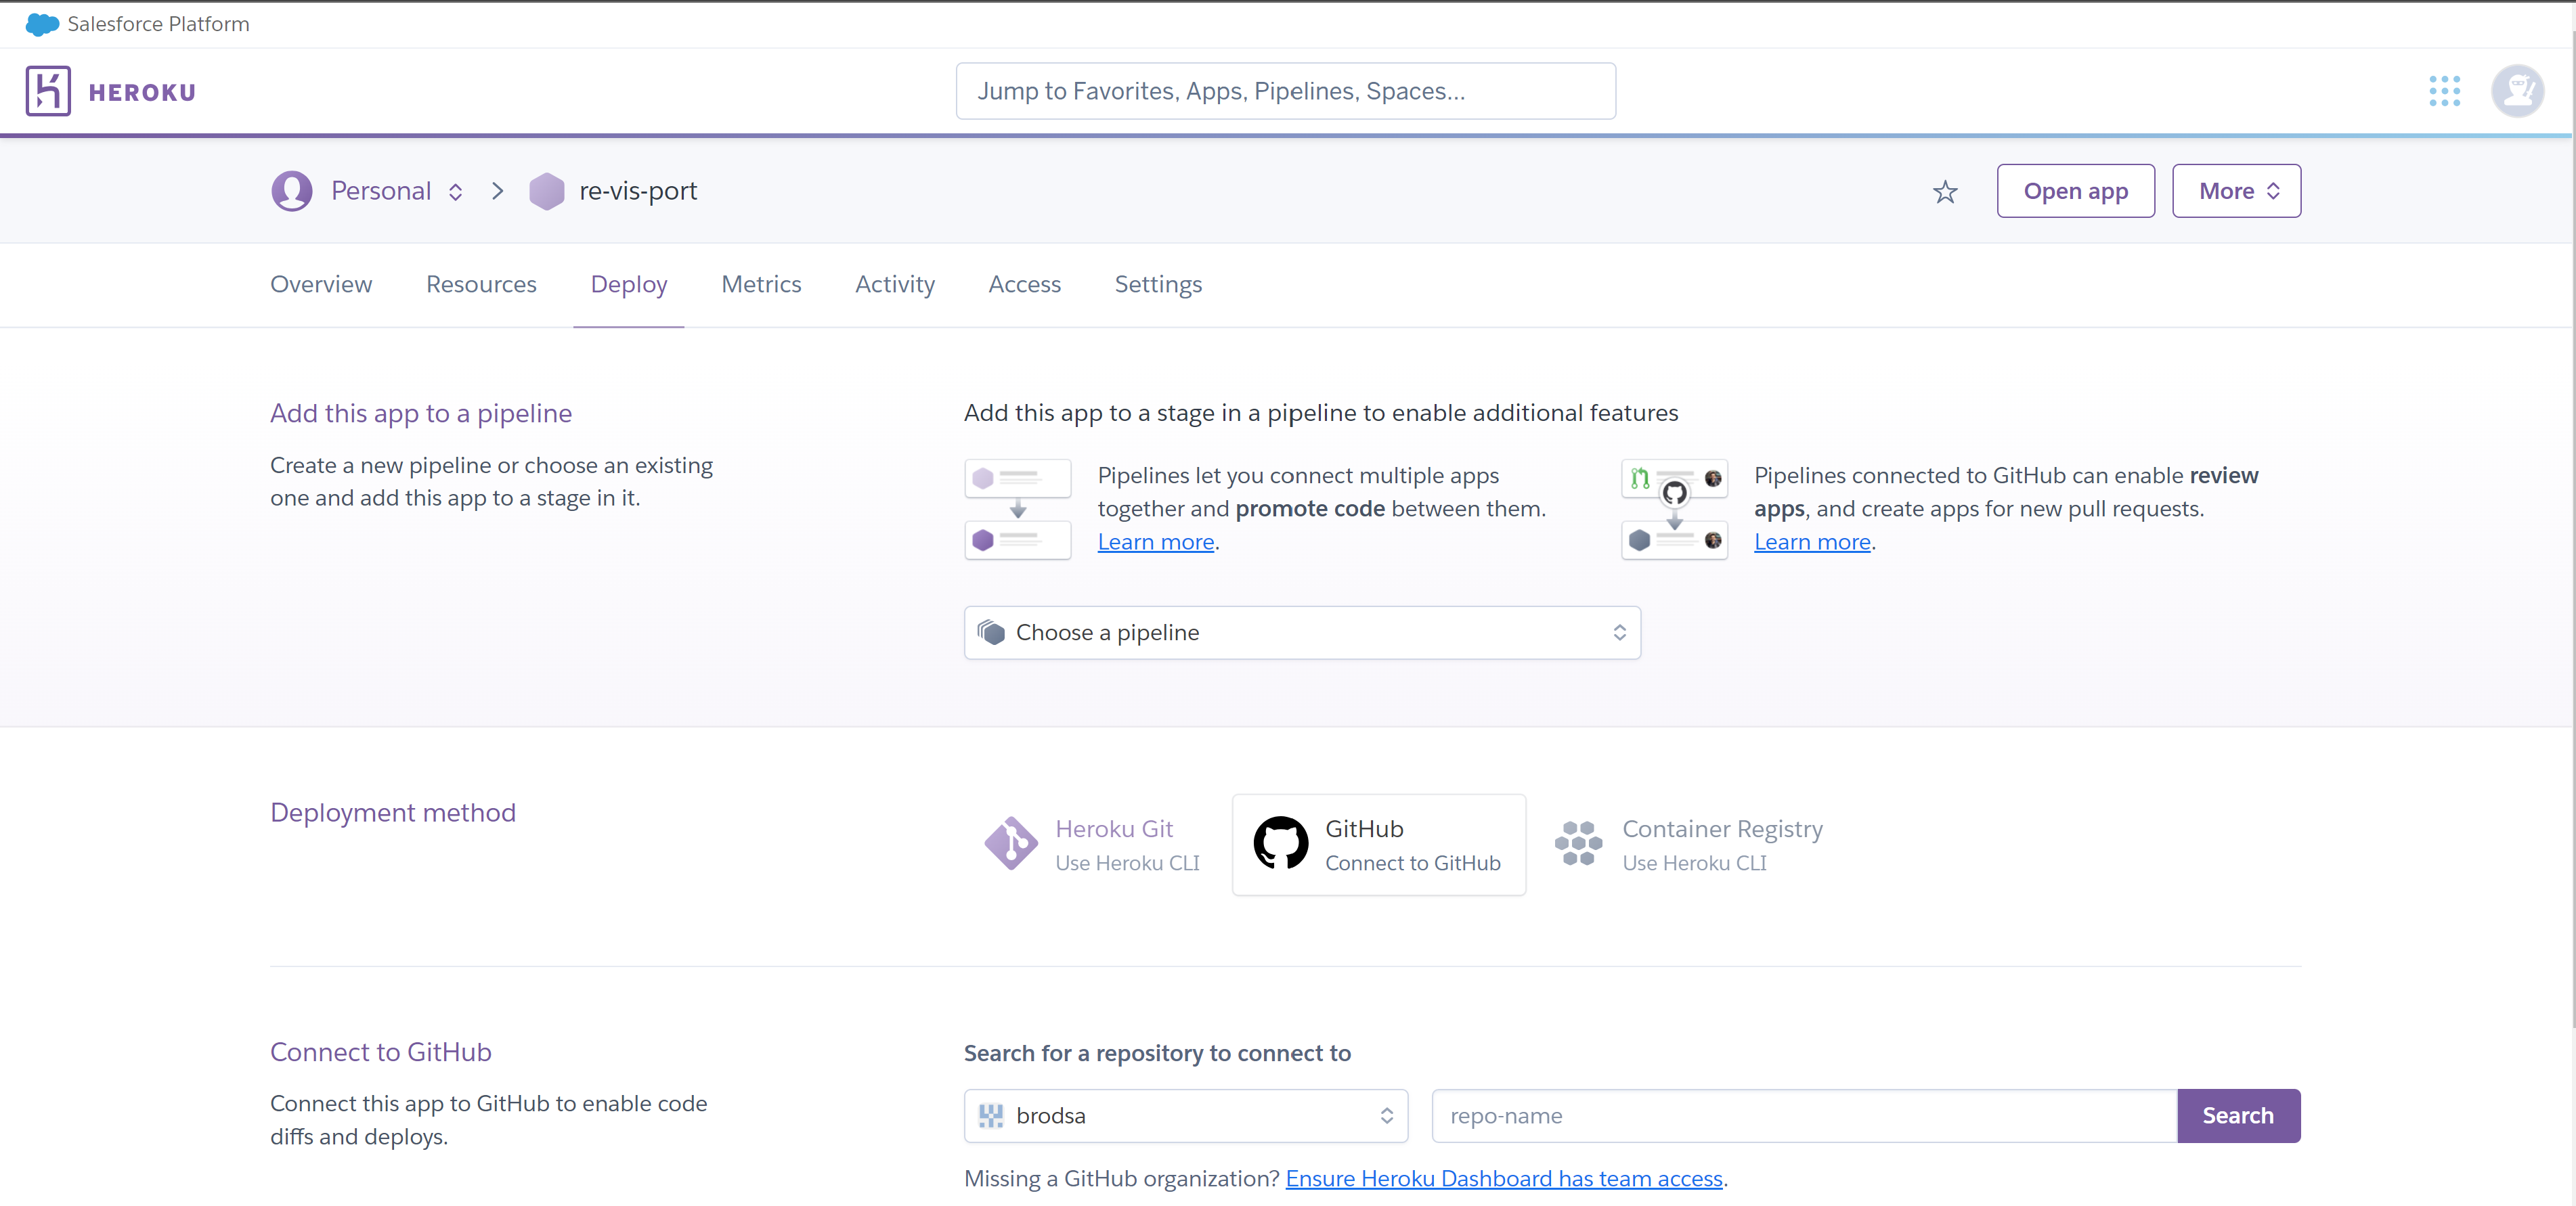 Salesforce Platform
HEROKU
Jump to Favorites, Apps, Pipelines, Spaces...
Personal
re-vis-port
Open app
More
Overview
Resources
Deploy
Metrics
Activity
Access
Settings
Add this app to a pipeline
Create a new pipeline or choose an existing
one and add this app to a stage in it.
Add this app to a stage in a pipeline to enable additional features
Pipelines let you connect multiple apps
together and promote code between them.
Learn more.
Pipelines connected to GitHub can enable review
apps, and create apps for new pull requests.
Learn more.
Choose a pipeline
Deployment method
Heroku Git
Use Heroku CLI
GitHub
Connect to GitHub
Container Registry
Use Heroku CLI
Connect to GitHub
Connect this app to GitHub to enable code
diffs and deploys.
Search for a repository to connect to
brodsa
repo-name
Search
Missing a GitHub organization? Ensure Heroku Dashboard has team access.